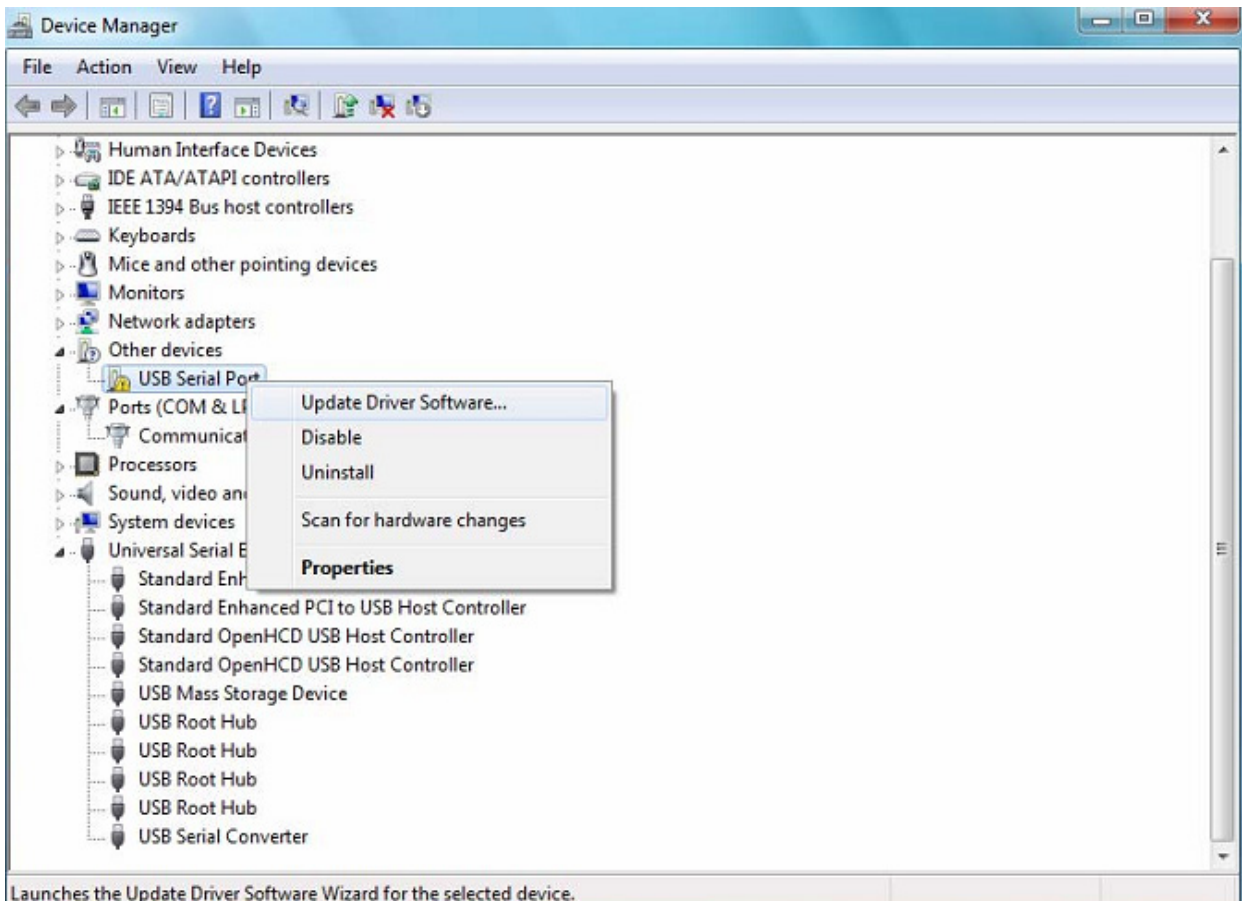 Device Manager
File Action View Help
Human Interface Devices
IDE ATA/ATAPI controllers
IEEE 1394 Bus host controllers
Keyboards
Mice and other pointing devices
Monitors
Network adapters
Other devices
USB Serial Port
Update Driver Software...
Ports (COM &
Disable
Communicat
Uninstall
Processors
Sound, video an
Scan for hardware changes
System devices
Universal Serial
Properties
Standard Enh
Standard Enhanced PCI to USB Host Controller
Standard OpenHCD USB Host Controller
Standard OpenHCD USB Host Controller
USB Mass Storage Device
USB Root Hub
USB Root Hub
USB Root Hub
USB Root Hub
USB Serial Converter
Launches the Update Driver Software Wizard for the selected device.